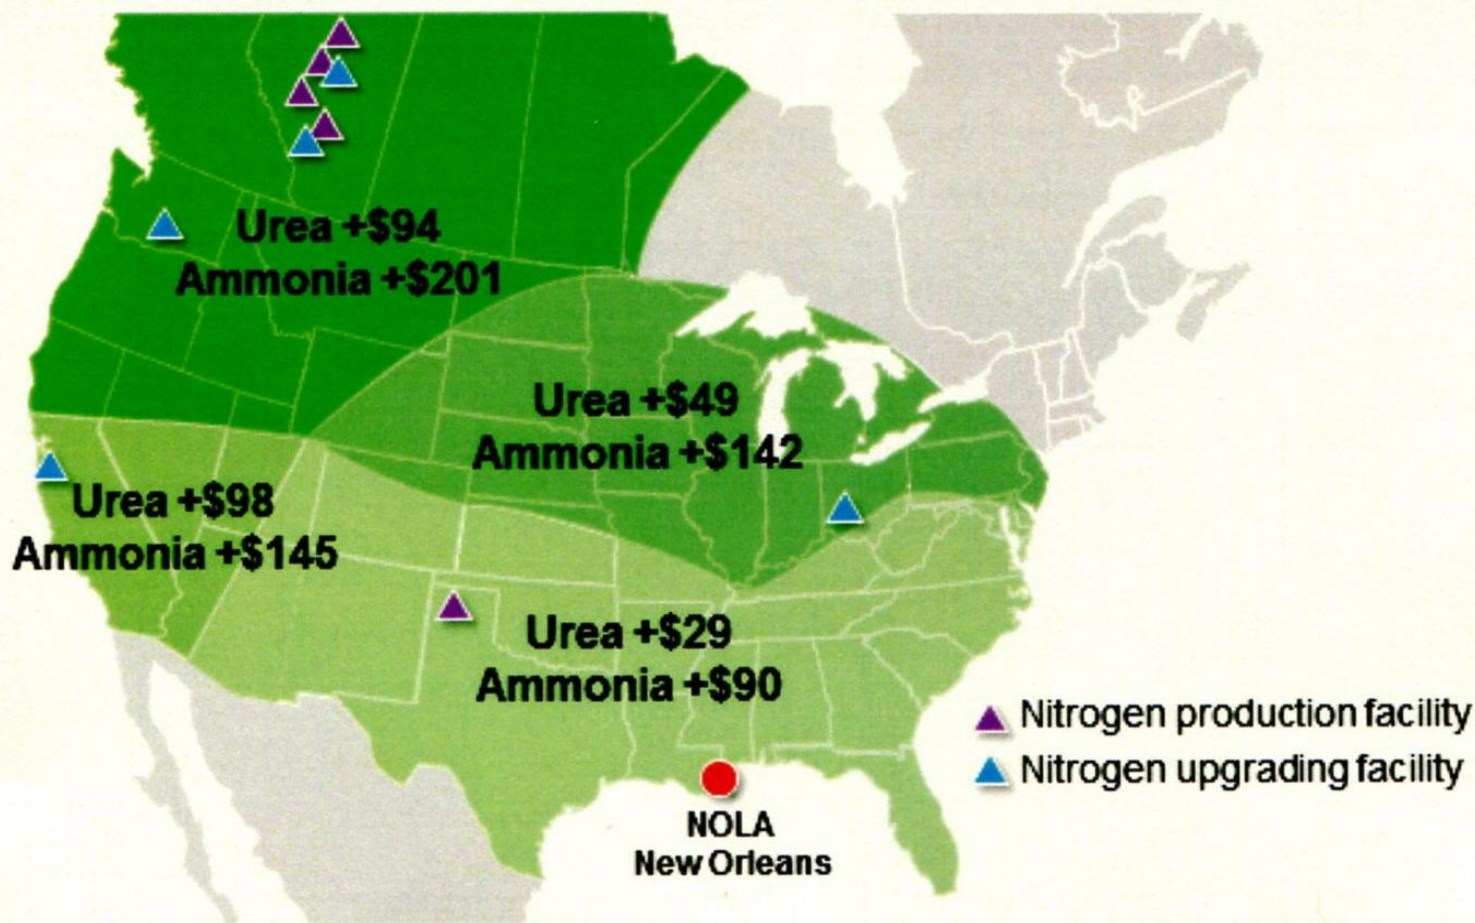 Urea +$94
Ammonia +$201
Urea +$49
Ammonia +$142
Urea +$98
Ammonia +$145
Urea +$29
Ammonia +$90
Nitrogen production facility
Nitrogen upgrading facility
NOLA
New Orleans